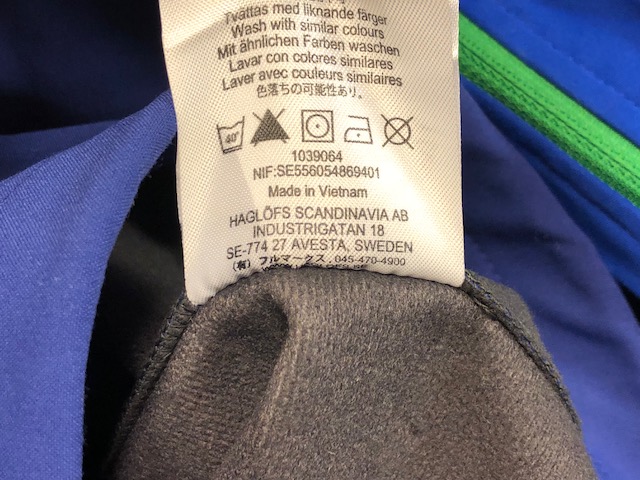 Tvättas med liknande färger
Wash with similar colours
Mit ähnlichen Farben waschen
Lavar con colores similares
Laver avec couleurs similaires
色落ちの可能性あり。
40°
1039064
NIF:SE556054869401
Made in Vietnam
HAGLÖFS SCANDINAVIA AB
INDUSTRIGATAN 18
SE-774 27 AVESTA, SWEDEN
(有) フルマークス 045-470-4900